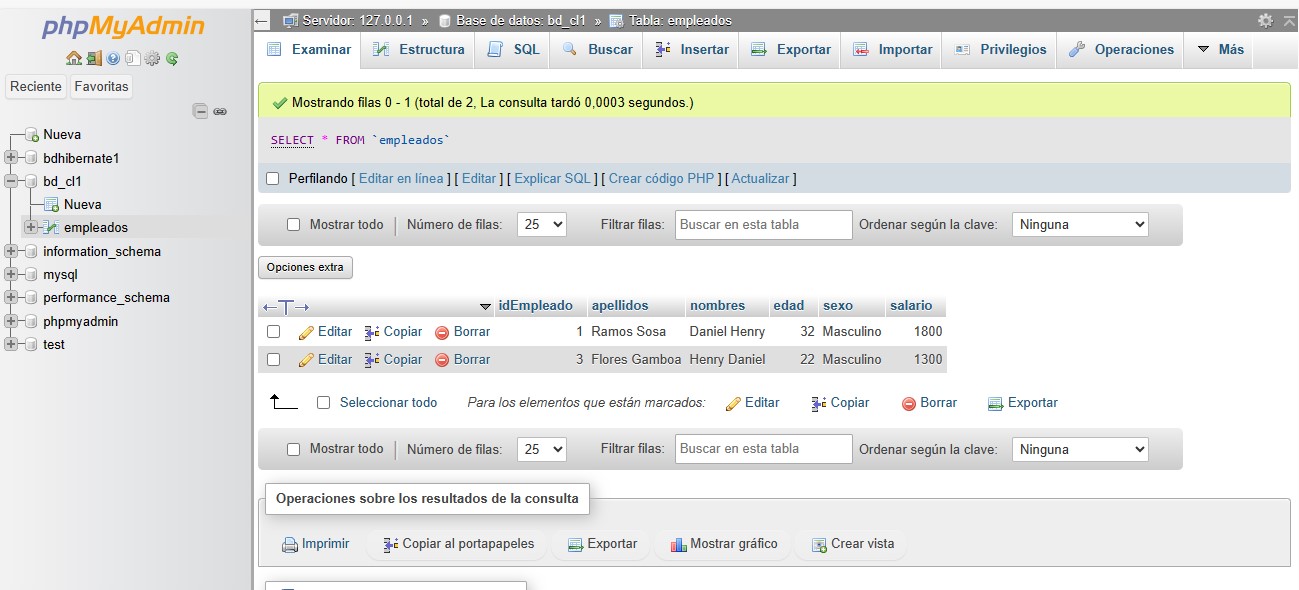 phpMyAdmin
Reciente Favoritas
Nueva
bdhibernate1
bd_cl1
Nueva
empleados
information_schema
mysql
performance_schema
phpmyadmin
test
Servidor: 127.0.0.1 » Base de datos: bd_cl1 » Tabla: empleados
Examinar Estructura SQL Buscar Insertar Exportar Importar Privilegios Operaciones Más
Mostrando filas 0 - 1 (total de 2, La consulta tardó 0,0003 segundos.)
SELECT * FROM `empleados`
Perfilando [ Editar en línea ] [ Editar ] [ Explicar SQL ] [ Crear código PHP ] [ Actualizar ]
Mostrar todo Número de filas: 25 Filtrar filas: Buscar en esta tabla Ordenar según la clave: Ninguna
Opciones extra
idEmpleado apellidos nombres edad sexo salario
Editar Copiar Borrar 1 Ramos Sosa Daniel Henry 32 Masculino 1800
Editar Copiar Borrar 3 Flores Gamboa Henry Daniel 22 Masculino 1300
Seleccionar todo Para los elementos que están marcados: Editar Copiar Borrar Exportar
Mostrar todo Número de filas: 25 Filtrar filas: Buscar en esta tabla Ordenar según la clave: Ninguna
Operaciones sobre los resultados de la consulta
Imprimir Copiar al portapapeles Exportar Mostrar gráfico Crear vista